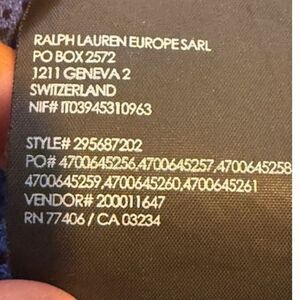 RALPH LAUREN EUROPE SARL
PO BOX 2572
1211 GENEVA 2
SWITZERLAND
NIF# IT03945310963
STYLE# 295687202
PO# 4700645256,4700645257,4700645258
4700645259,4700645260,4700645261
VENDOR# 200011647
RN 77406 / CA 03234